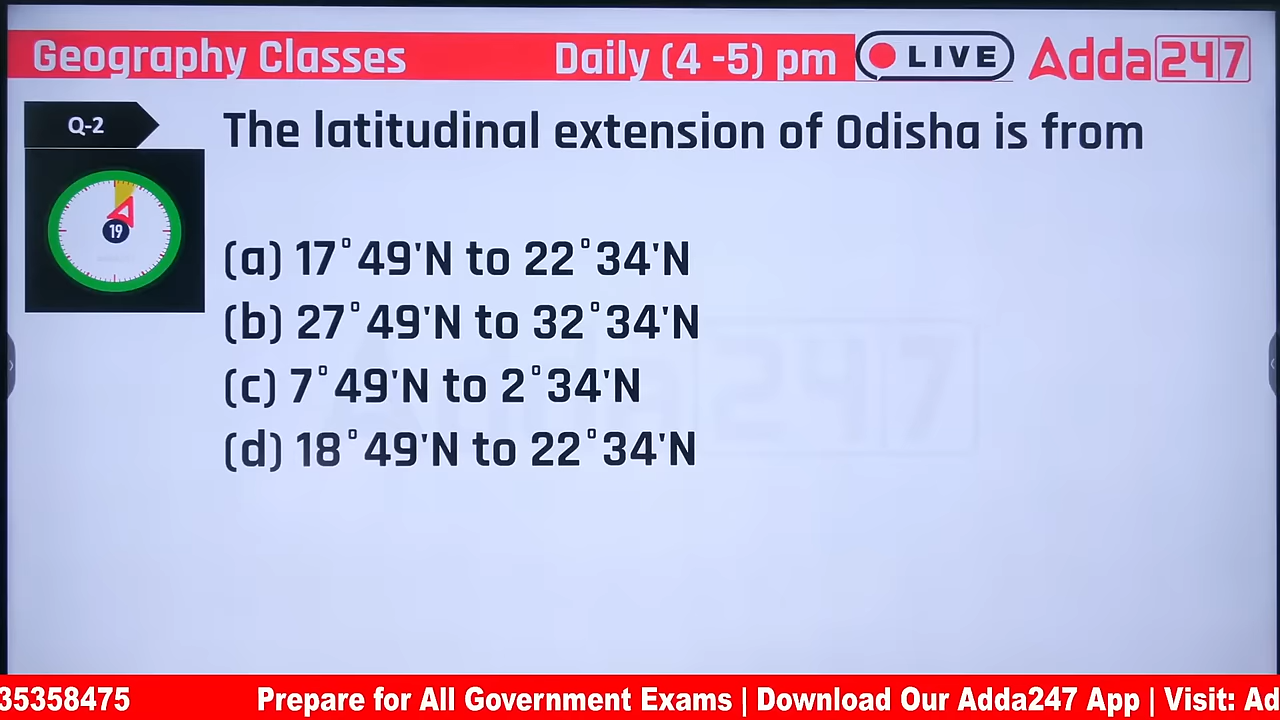 Geography Classes Daily (4 -5) pm LIVE Adda247
Q-2
The latitudinal extension of Odisha is from
19
(a) 17°49'N to 22°34'N
(b) 27°49'N to 32°34'N
(c) 7°49'N to 2°34'N
(d) 18°49'N to 22°34'N
35358475 Prepare for All Government Exams | Download Our Adda247 App | Visit: Ad